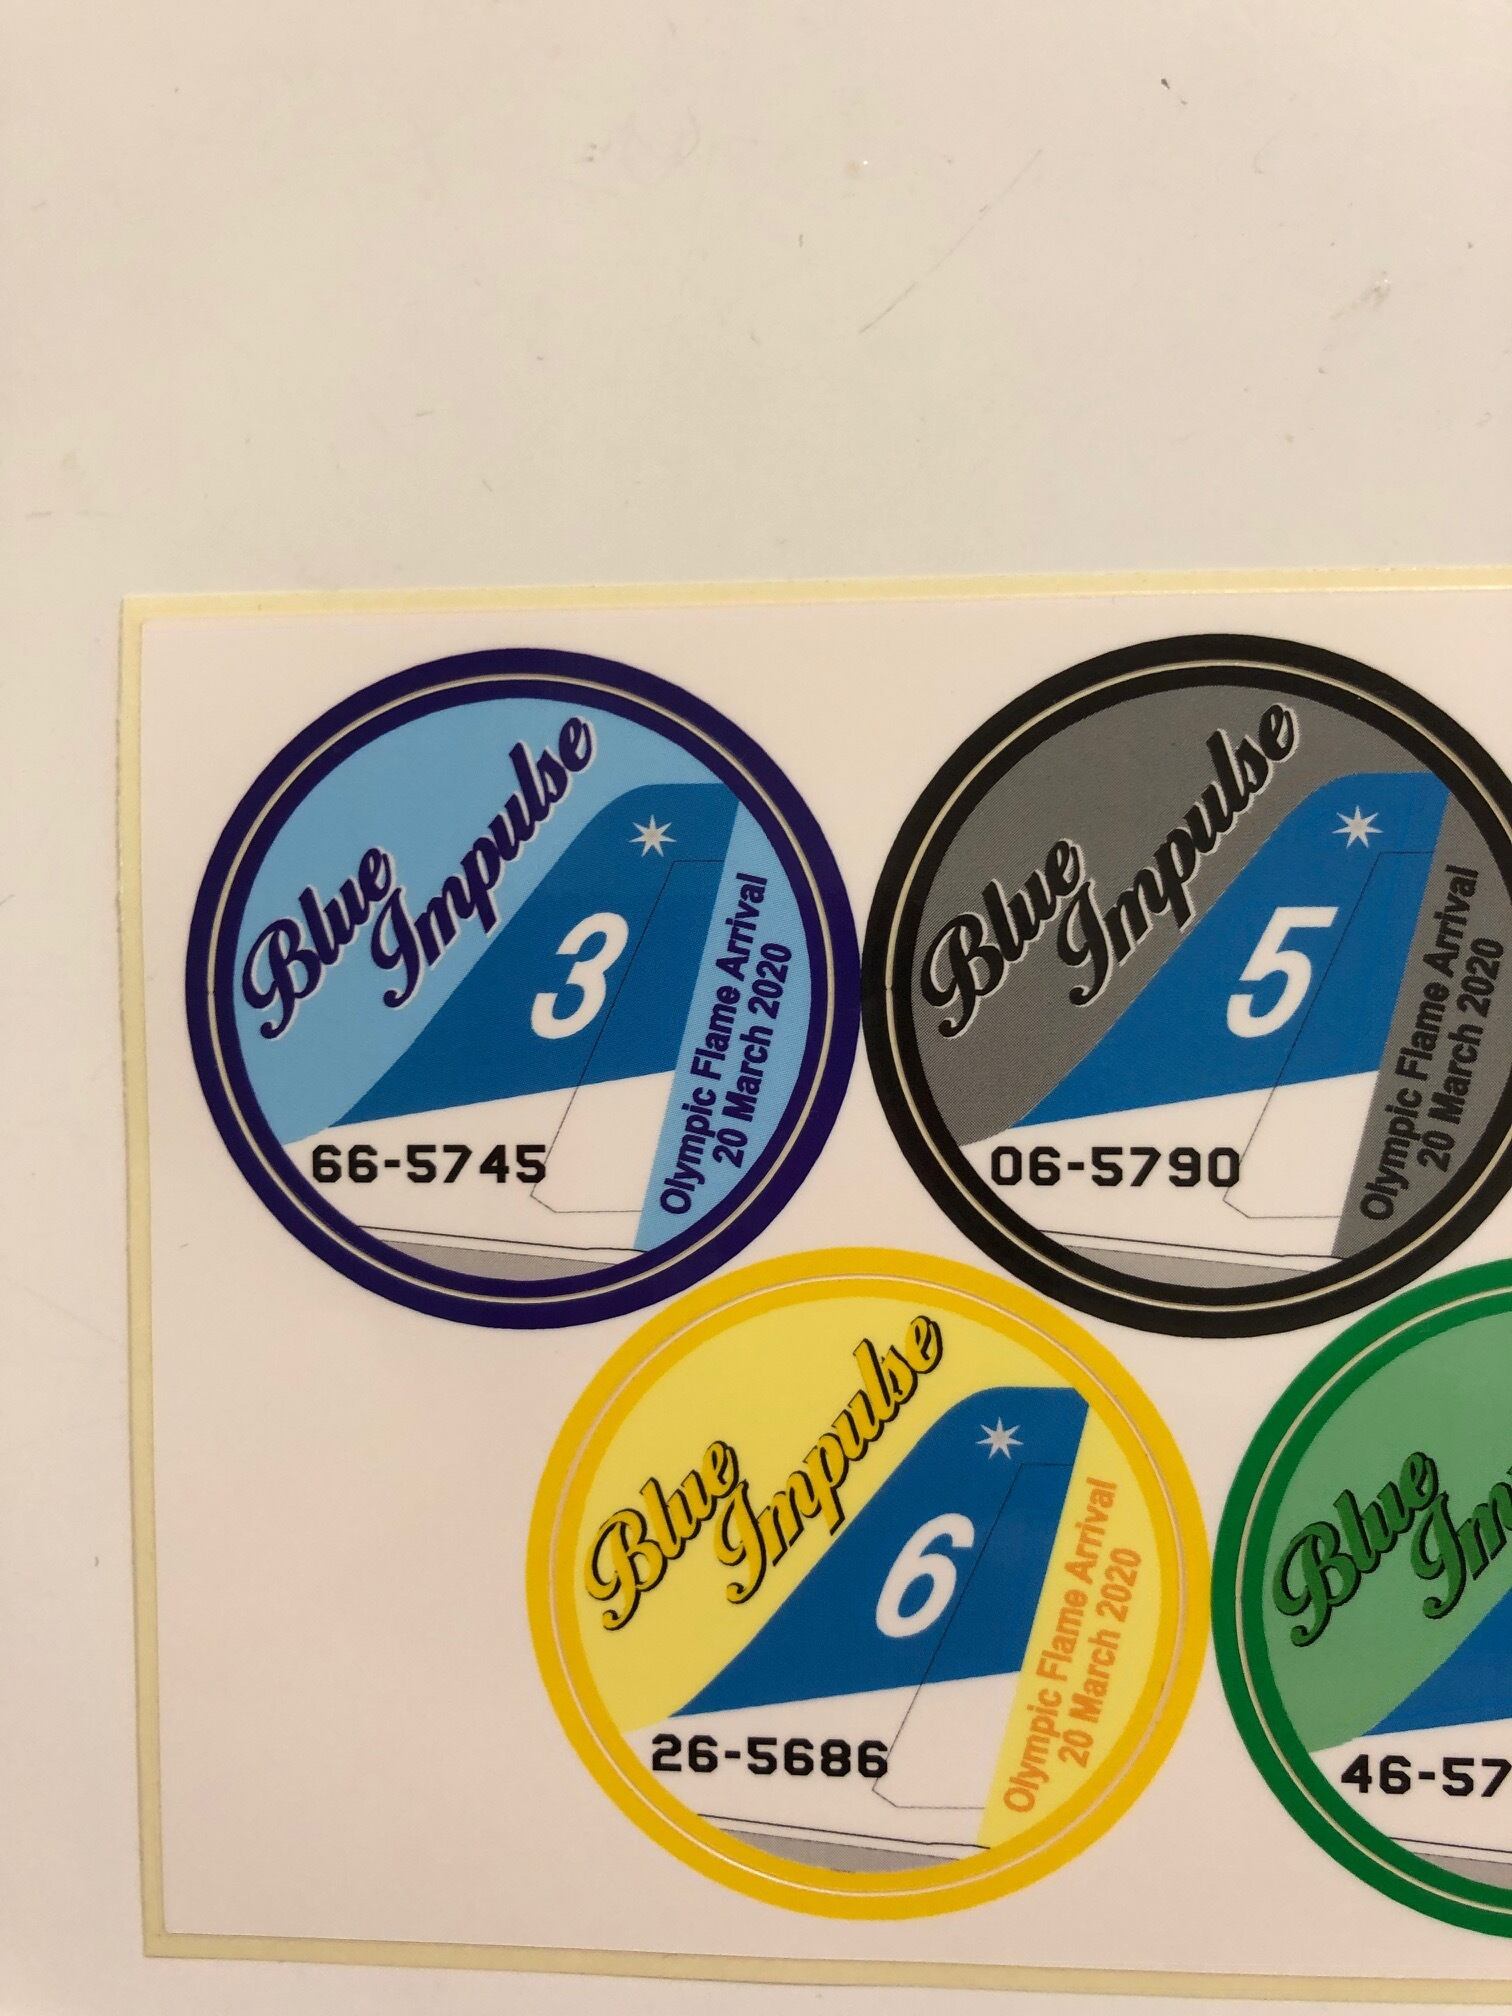 Blue
Impulse
3
66-5745
Olympic Flame Arrival
20 March 2020
Blue
Impulse
5
06-5790
Olympic Flame Arrival
20 March 2020
Blue
Impulse
6
26-5686
Olympic Flame Arrival
20 March 2020
Blue
Im
46-57